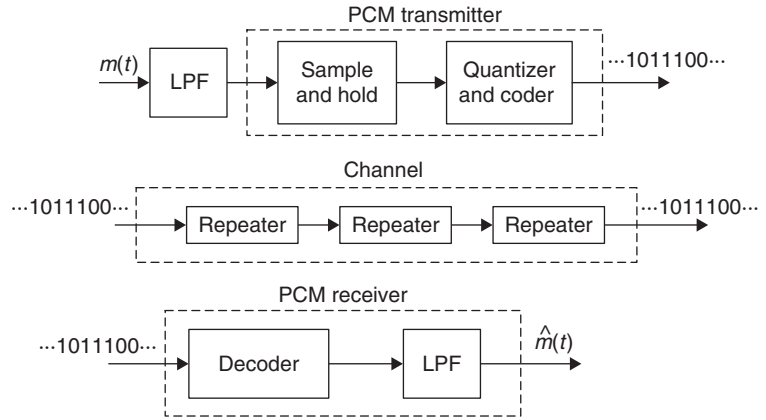 PCM transmitter
m(t)
LPF
Sample
and hold
Quantizer
and coder
···1011100···
Channel
···1011100···
Repeater
Repeater
Repeater
···1011100···
PCM receiver
···1011100···
Decoder
LPF
m̂(t)